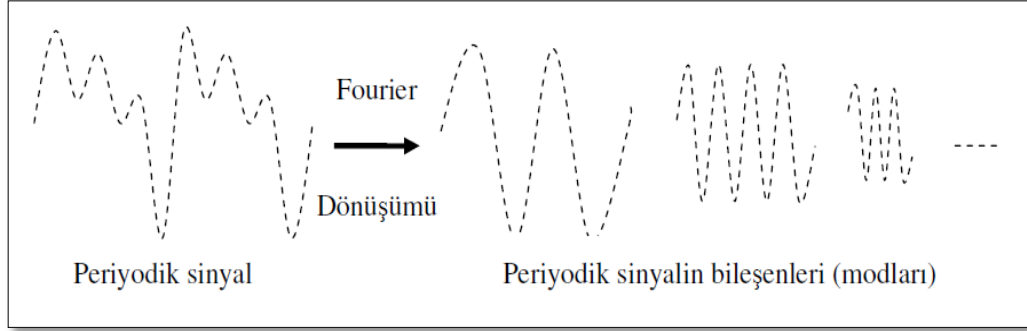 Fourier
Dönüşümü
Periyodik sinyal
Periyodik sinyalin bileşenleri (modları)